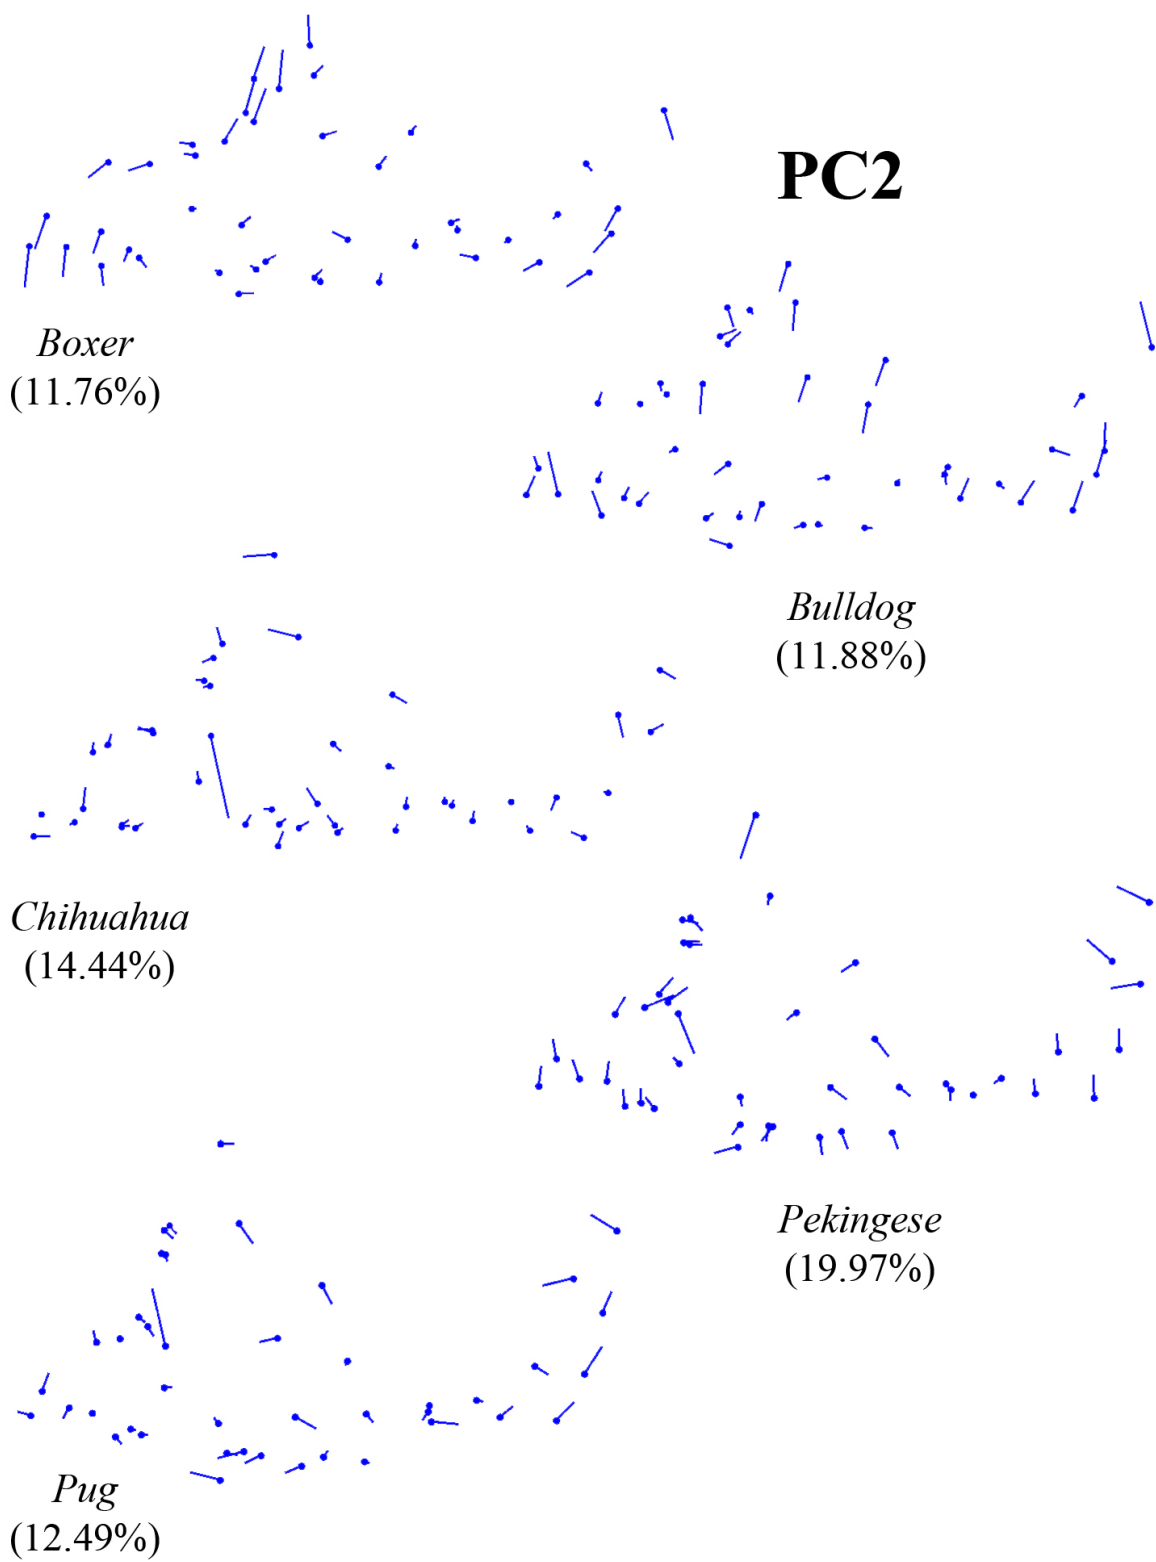 PC2
Boxer
(11.76%)
Bulldog
(11.88%)
Chihuahua
(14.44%)
Pekingese
(19.97%)
Pug
(12.49%)